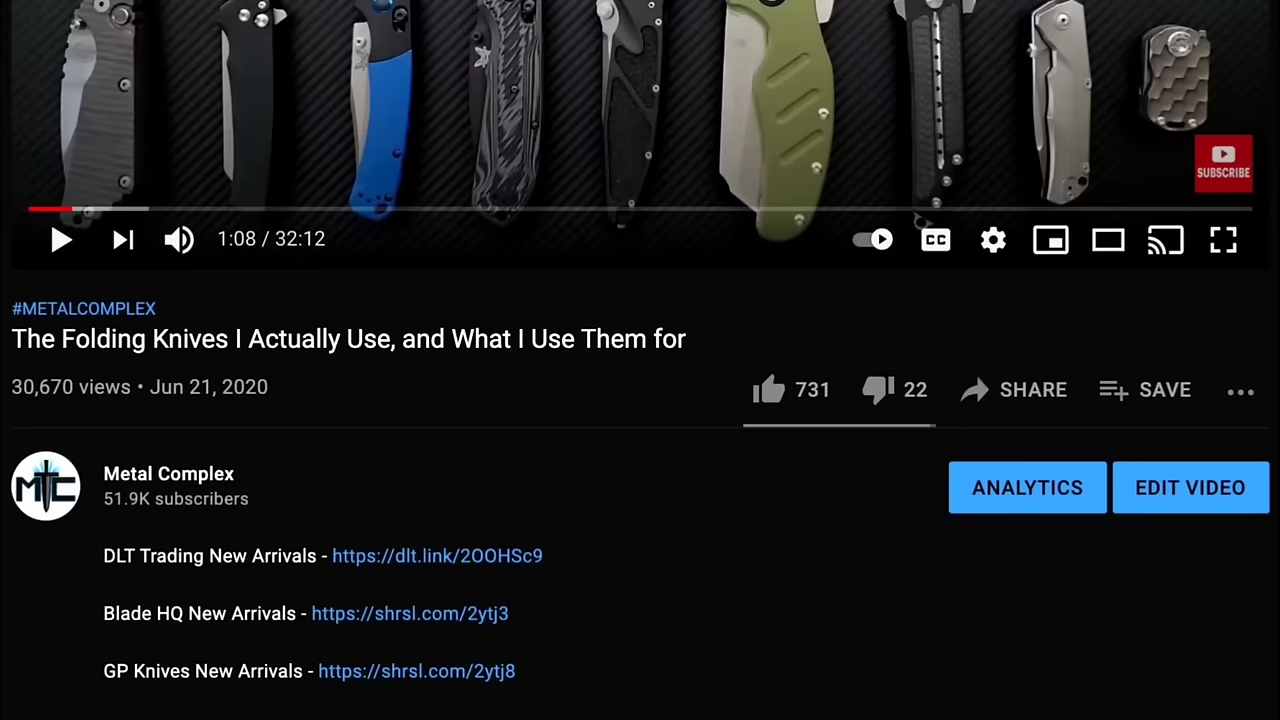 SUBSCRIBE
1:08 / 32:12
CC
#METALCOMPLEX
The Folding Knives I Actually Use, and What I Use Them for
30,670 views • Jun 21, 2020
731 22 SHARE SAVE
MTC
Metal Complex
51.9K subscribers
ANALYTICS EDIT VIDEO
DLT Trading New Arrivals - https://dlt.link/2OOHSc9
Blade HQ New Arrivals - https://shrsl.com/2ytj3
GP Knives New Arrivals - https://shrsl.com/2ytj8